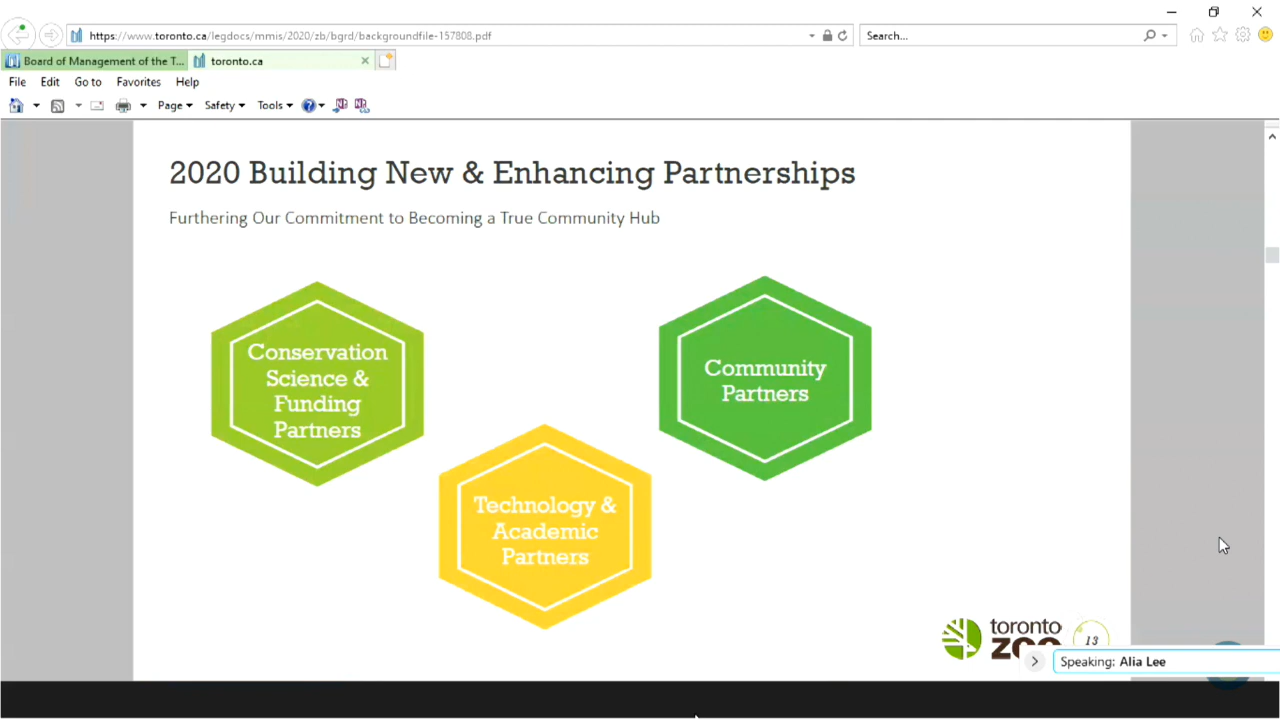 https://www.toronto.ca/legdocs/mmis/2020/zb/bgrd/backgroundfile-157808.pdf
Search...
Board of Management of the T...
toronto.ca
File Edit Go to Favorites Help
Page Safety Tools
2020 Building New & Enhancing Partnerships
Furthering Our Commitment to Becoming a True Community Hub
Conservation
Science &
Funding
Partners
Community
Partners
Technology &
Academic
Partners
toronto
13
Speaking: Alia Lee